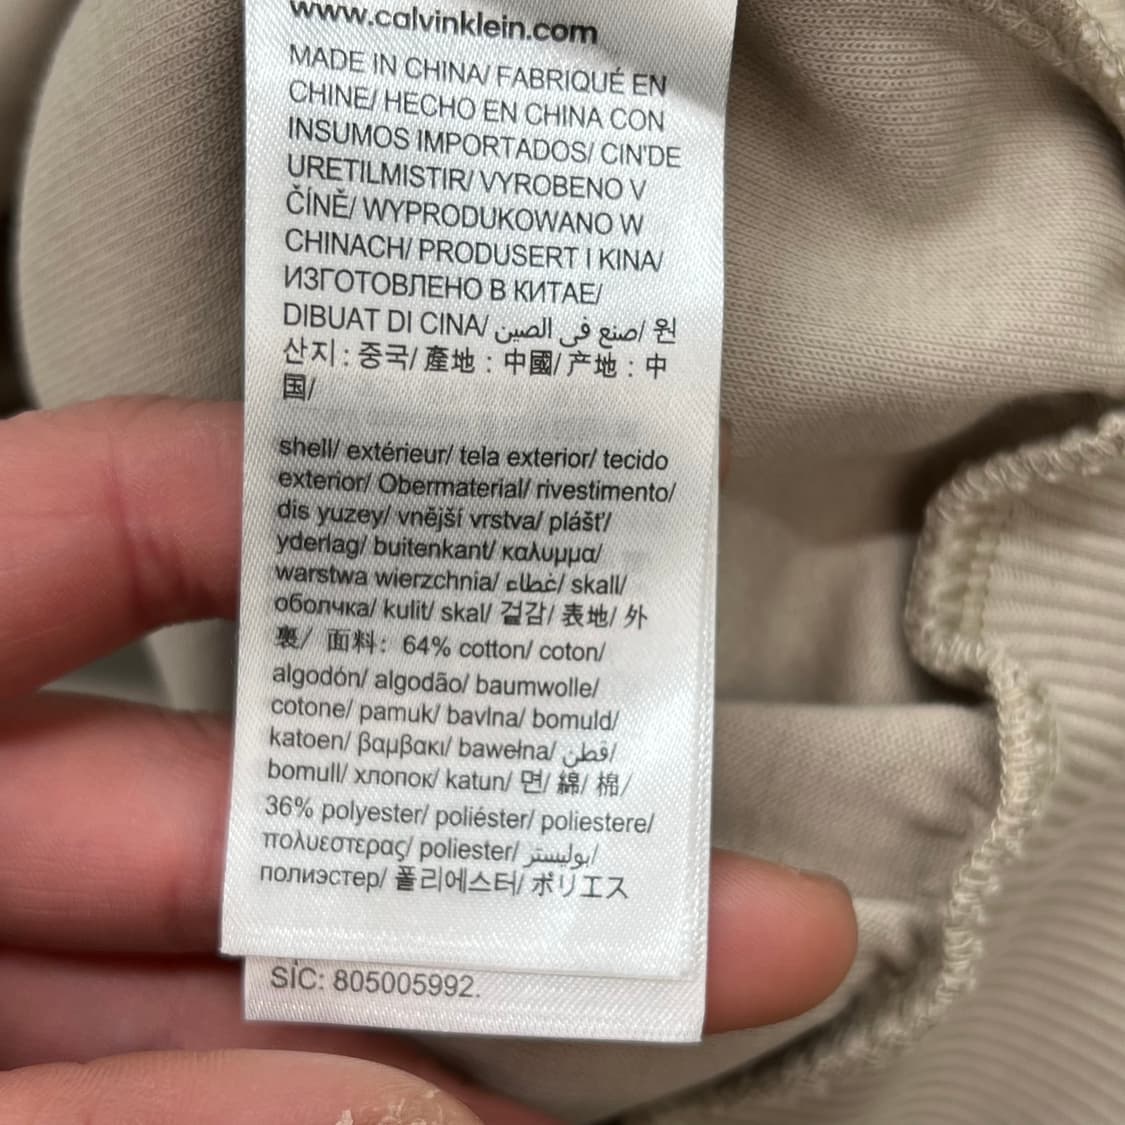 www.calvinklein.com
MADE IN CHINA/ FABRIQUÉ EN
CHINE/ HECHO EN CHINA CON
INSUMOS IMPORTADOS/ CIN'DE
URETILMISTIR/ VYROBENO V
ČÍNĚ/ WYPRODUKOWANO W
CHINACH/ PRODUSERT I KINA/
ИЗГОТОВЛЕНО В КИТАЕ/
DIBUAT DI CINA/ صنع في الصين/ 원
산지 : 중국/ 產地 : 中國/ 产地 : 中
国/
shell/ extérieur/ tela exterior/ tecido
exterior/ Obermaterial/ rivestimento/
dis yuzey/ vnější vrstva/ plášť/
yderlag/ buitenkant/ καλυμμα/
warstwa wierzchnia/ غطاء/ skall/
оболчка/ kulit/ skal/ 겉감/ 表地/ 外
裏/ 面料: 64% cotton/ coton/
algodón/ algodão/ baumwolle/
cotone/ pamuk/ bavlna/ bomuld/
katoen/ βαμβακι/ bawełna/ قطن/
bomull/ хлопок/ katun/ 면/ 綿/ 棉/
36% polyester/ poliéster/ poliestere/
πολυεστερας/ poliester/ بوليستر/
полиэстер/ 폴리에스터/ ポリエス
SIC: 805005992.